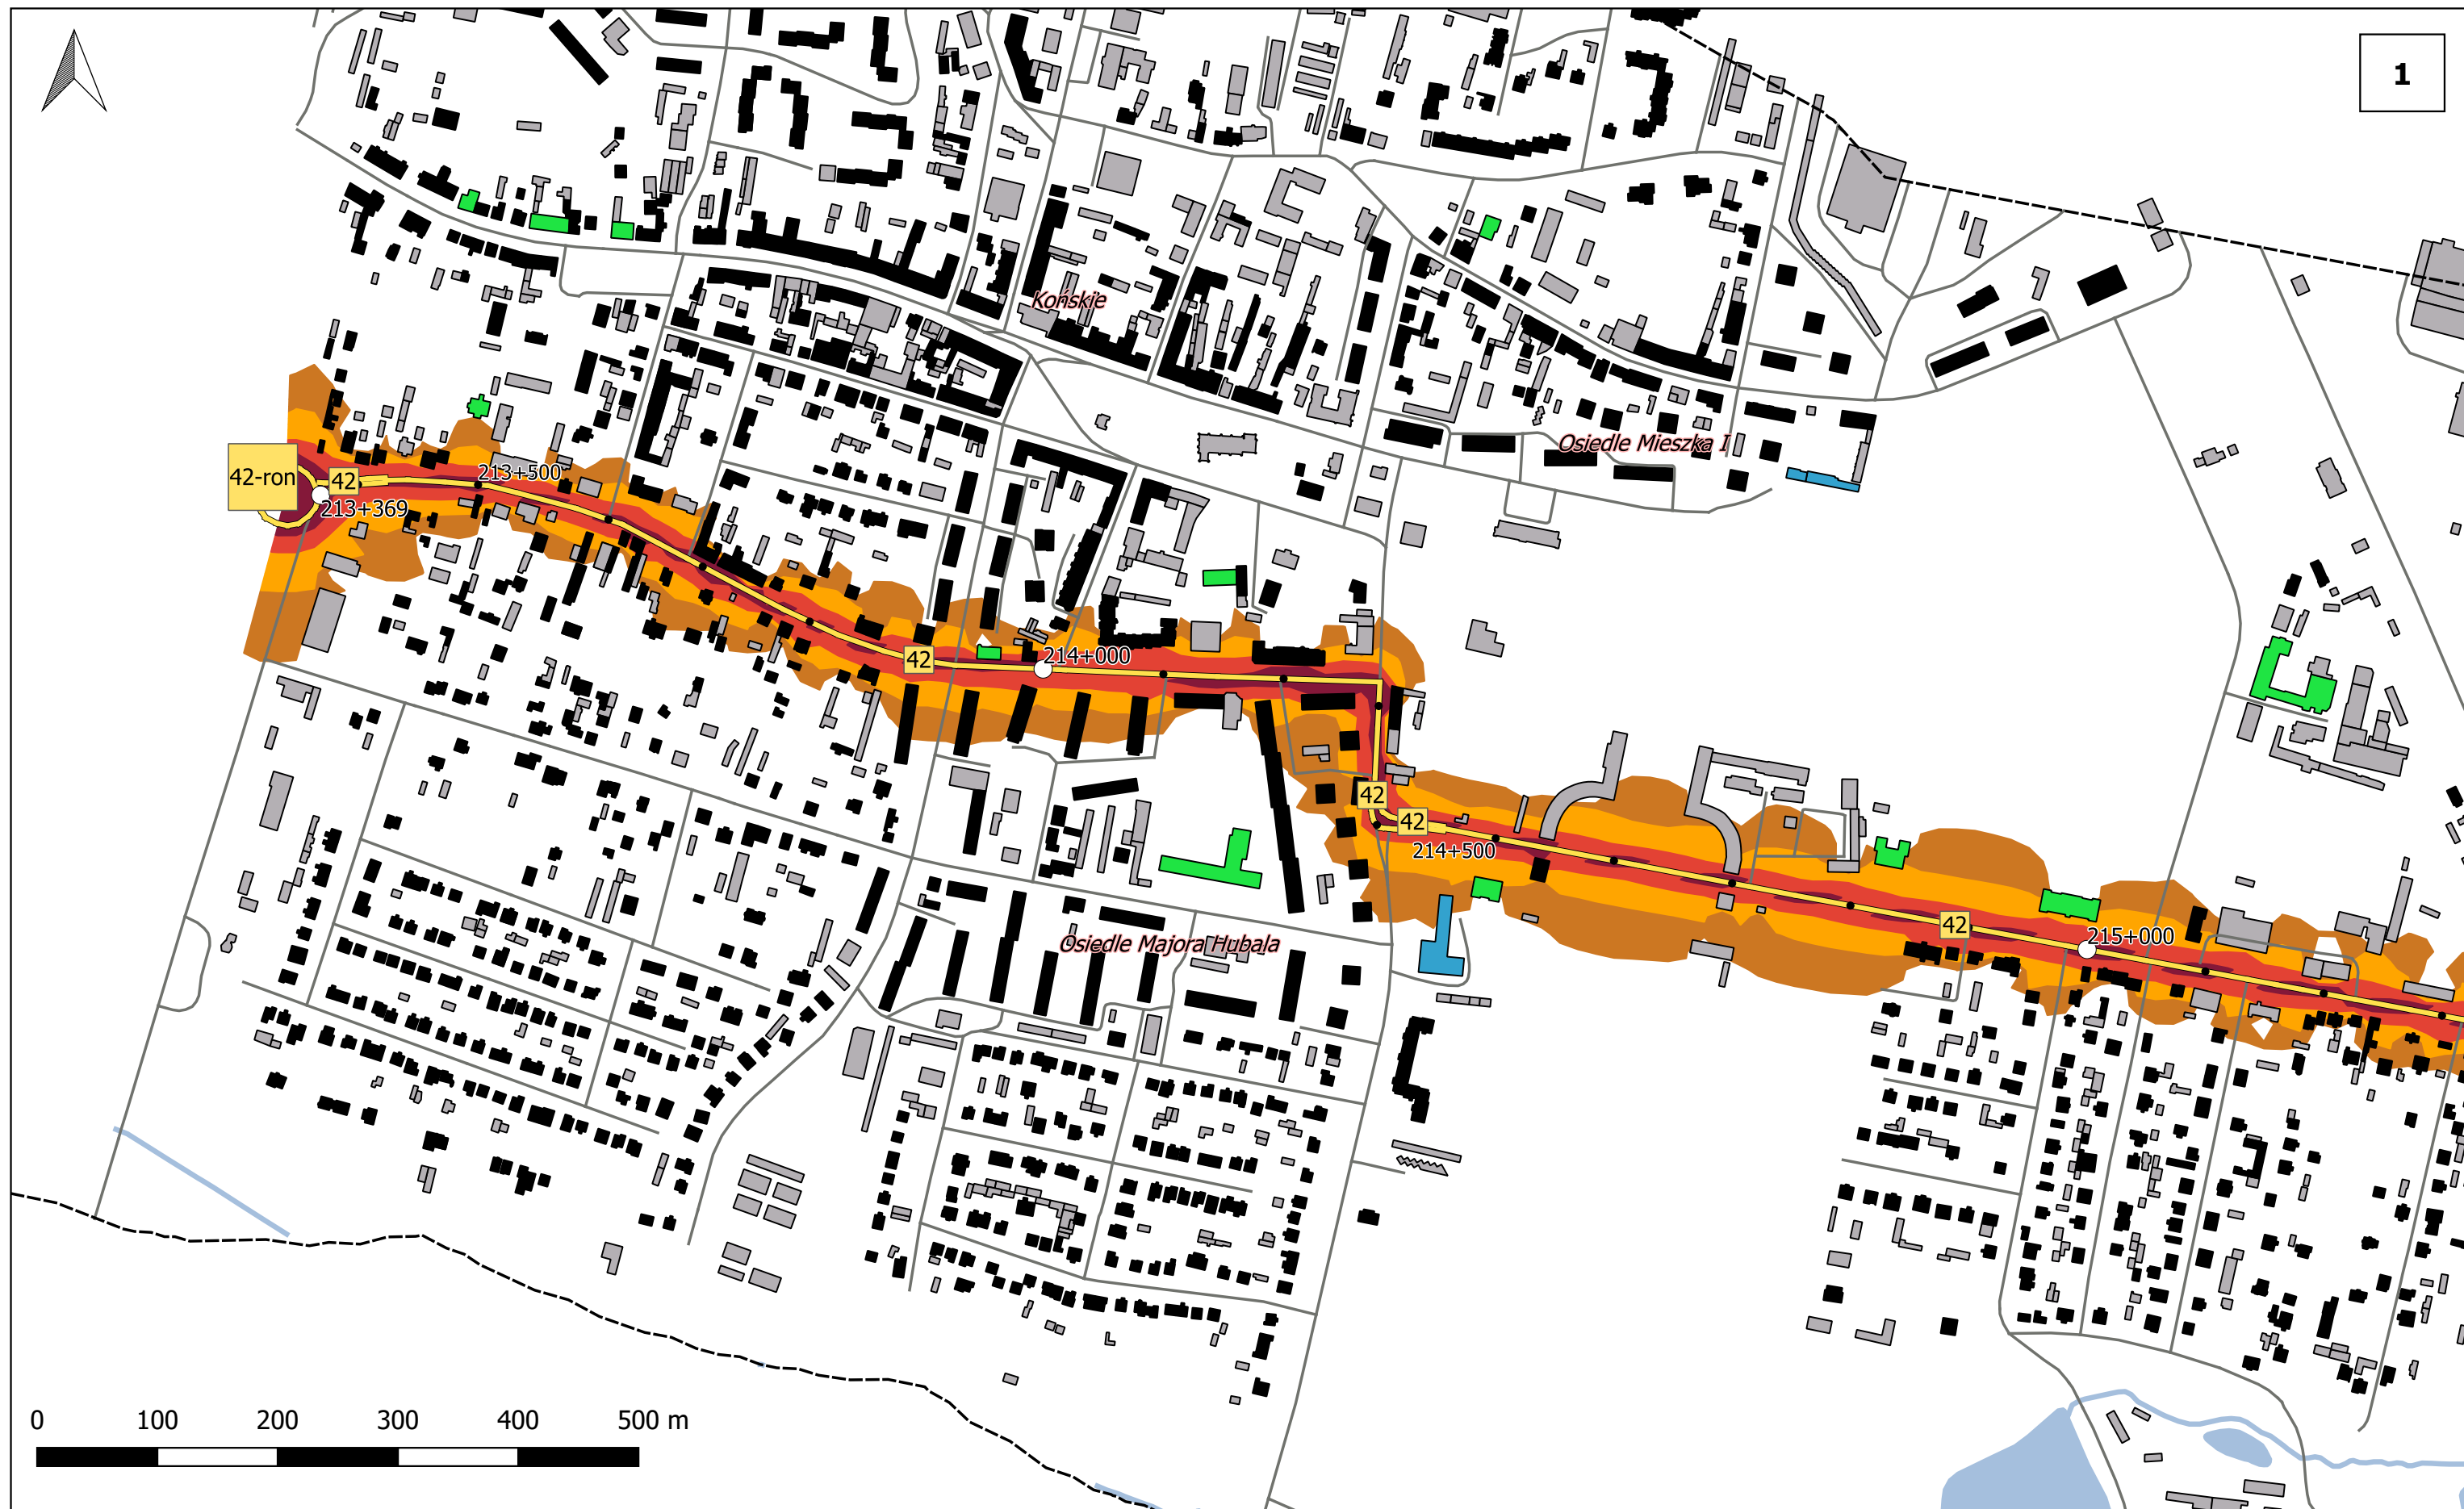 1
Końskie
Osiedle Mieszka I
42-ron
42
213+500
213+369
42
214+000
42
42
214+500
42
215+000
Osiedle Majora Hubala
0 100 200 300 400 500 m